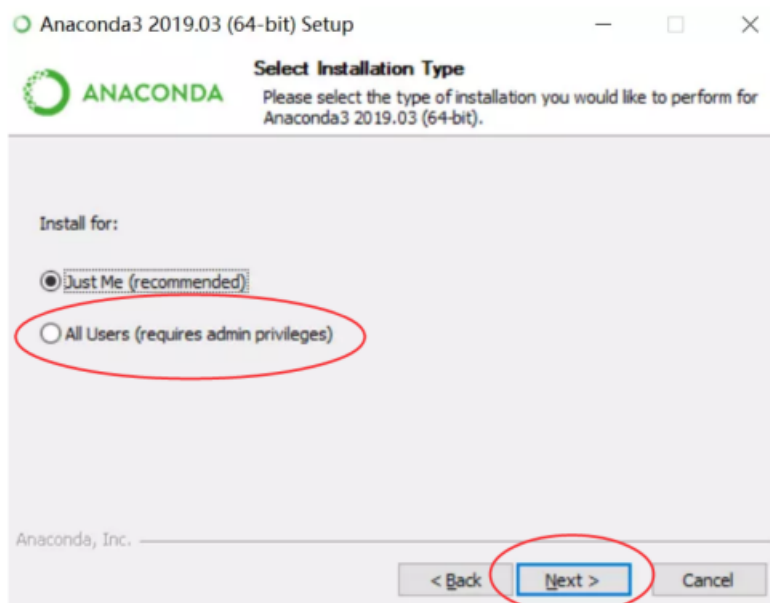 Anaconda3 2019.03 (64-bit) Setup
ANACONDA
Select Installation Type
Please select the type of installation you would like to perform for
Anaconda3 2019.03 (64-bit).
Install for:
Just Me (recommended)
All Users (requires admin privileges)
Anaconda, Inc.
< Back
Next >
Cancel